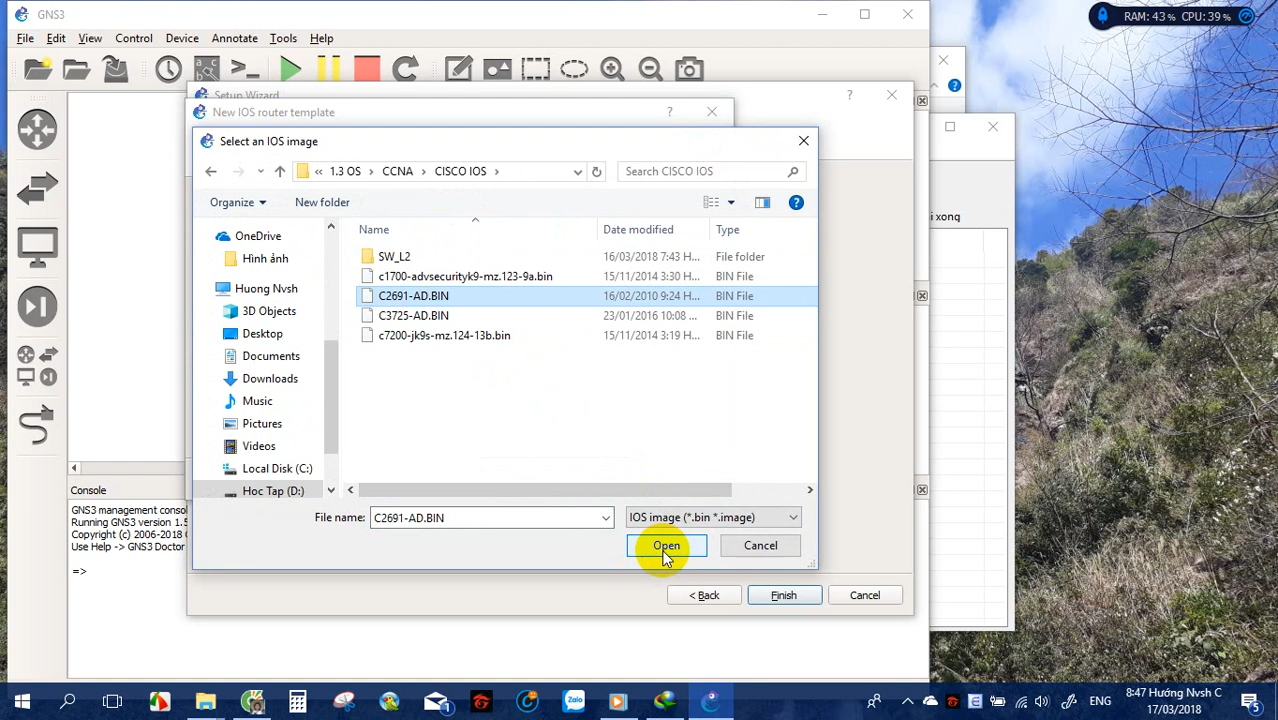 GNS3
RAM: 43 % CPU: 39 %
File Edit View Control Device Annotate Tools Help
Setup Wizard
New IOS router template
Select an IOS image
« 1.3 OS > CCNA > CISCO IOS >
Search CISCO IOS
Organize New folder
Name Date modified Type
OneDrive
Hình ảnh
Huong Nvsh
3D Objects
Desktop
Documents
Downloads
Music
Pictures
Videos
Local Disk (C:)
Hoc Tap (D:)
SW_L2 16/03/2018 7:43 H... File folder
c1700-advsecurityk9-mz.123-9a.bin 15/11/2014 3:30 H... BIN File
C2691-AD.BIN 16/02/2010 9:24 H... BIN File
C3725-AD.BIN 23/01/2016 10:08 ... BIN File
c7200-jk9s-mz.124-13b.bin 15/11/2014 3:19 H... BIN File
i xong
File name: C2691-AD.BIN IOS image (*.bin *.image)
Open Cancel
Console
GNS3 management conso
Running GNS3 version 1.5
Copyright (c) 2006-2018
Use Help -> GNS3 Doctor
=>
< Back Finish Cancel
ENG
8:47 Hướng Nvsh C
17/03/2018
5